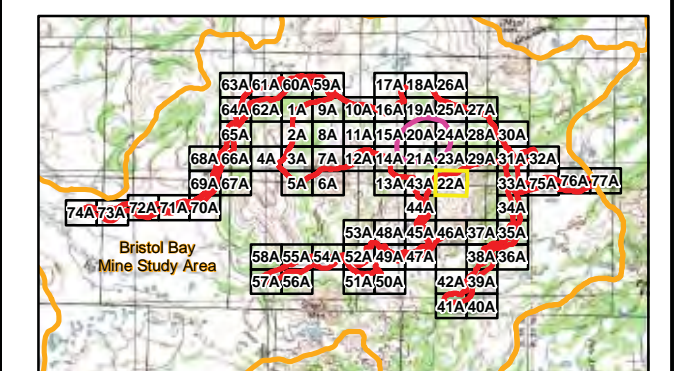 63A 61A 60A 59A 17A 18A 26A
64A 62A 1A 9A 10A 16A 19A 25A 27A
65A 2A 8A 11A 15A 20A 24A 28A 30A
68A 66A 4A 3A 7A 12A 14A 21A 23A 29A 31A 32A
69A 67A 5A 6A 13A 43A 22A 33A 75A 76A 77A
74A 73A 72A 71A 70A 44A 34A
53A 48A 45A 46A 37A 35A
Bristol Bay
Mine Study Area
58A 55A 54A 52A 49A 47A 38A 36A
57A 56A 51A 50A 42A 39A
41A 40A